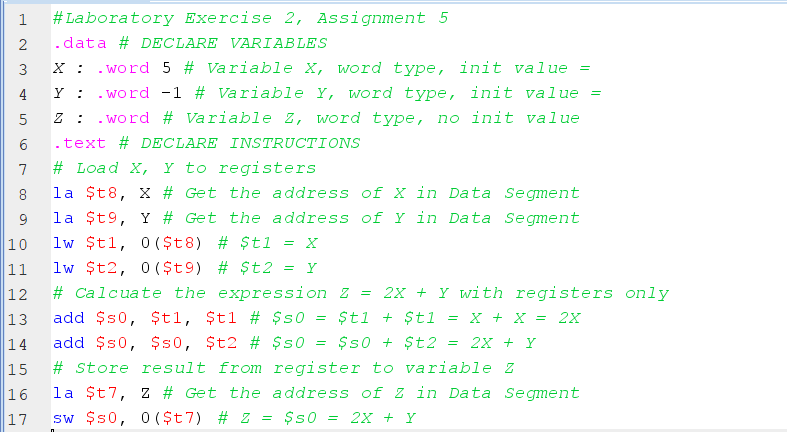 1 #Laboratory Exercise 2, Assignment 5
2 .data # DECLARE VARIABLES
3 X : .word 5 # Variable X, word type, init value =
4 Y : .word -1 # Variable Y, word type, init value =
5 Z : .word # Variable Z, word type, no init value
6 .text # DECLARE INSTRUCTIONS
7 # Load X, Y to registers
8 la $t8, X # Get the address of X in Data Segment
9 la $t9, Y # Get the address of Y in Data Segment
10 lw $t1, 0($t8) # $t1 = X
11 lw $t2, 0($t9) # $t2 = Y
12 # Calcuate the expression Z = 2X + Y with registers only
13 add $s0, $t1, $t1 # $s0 = $t1 + $t1 = X + X = 2X
14 add $s0, $s0, $t2 # $s0 = $s0 + $t2 = 2X + Y
15 # Store result from register to variable Z
16 la $t7, Z # Get the address of Z in Data Segment
17 sw $s0, 0($t7) # Z = $s0 = 2X + Y